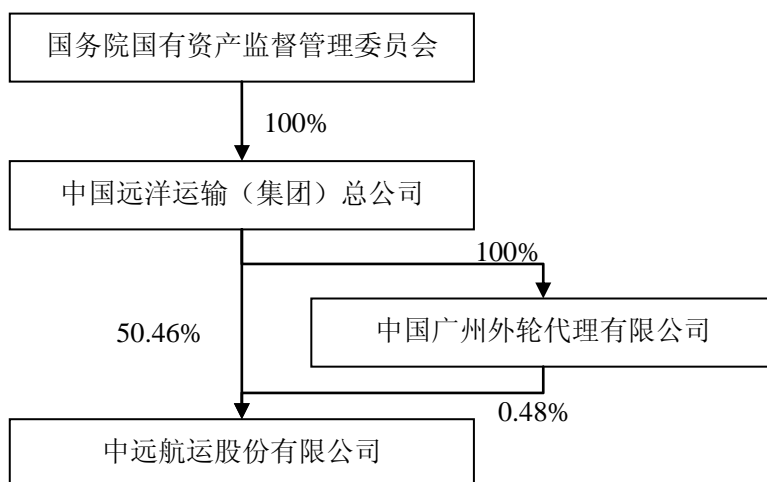 国务院国有资产监督管理委员会
100%
中国远洋运输（集团）总公司
100%
50.46%
中国广州外轮代理有限公司
0.48%
中远航运股份有限公司